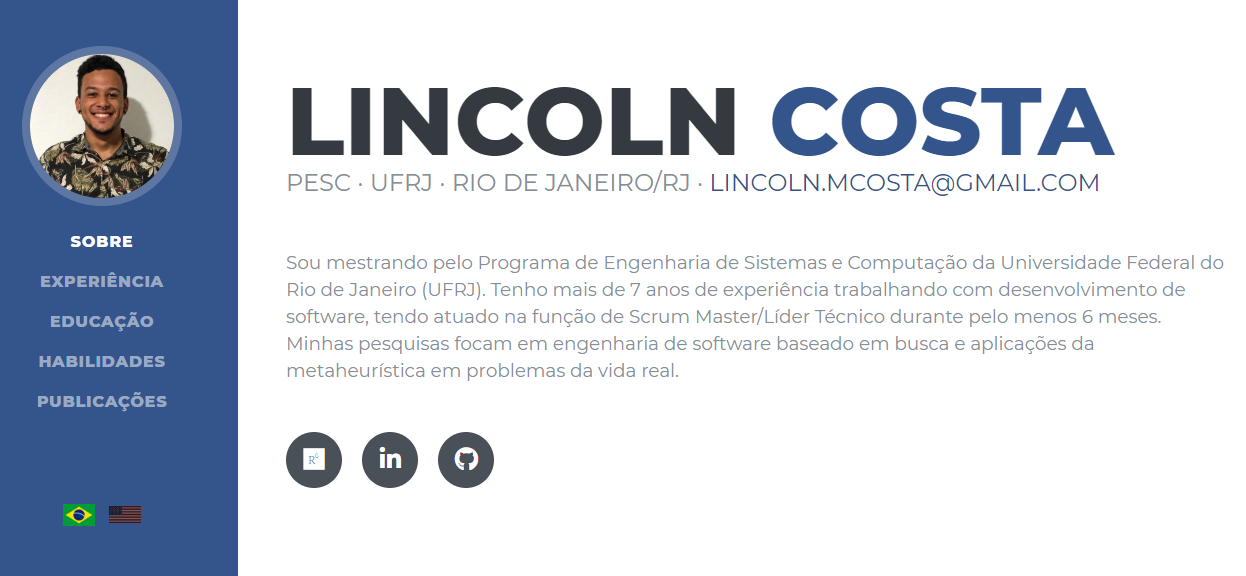 SOBRE
EXPERIÊNCIA
EDUCAÇÃO
HABILIDADES
PUBLICAÇÕES
LINCOLN COSTA
PESC · UFRJ · RIO DE JANEIRO/RJ · LINCOLN.MCOSTA@GMAIL.COM
Sou mestrando pelo Programa de Engenharia de Sistemas e Computação da Universidade Federal do
Rio de Janeiro (UFRJ). Tenho mais de 7 anos de experiência trabalhando com desenvolvimento de
software, tendo atuado na função de Scrum Master/Líder Técnico durante pelo menos 6 meses.
Minhas pesquisas focam em engenharia de software baseado em busca e aplicações da
metaheurística em problemas da vida real.
R⁶ in